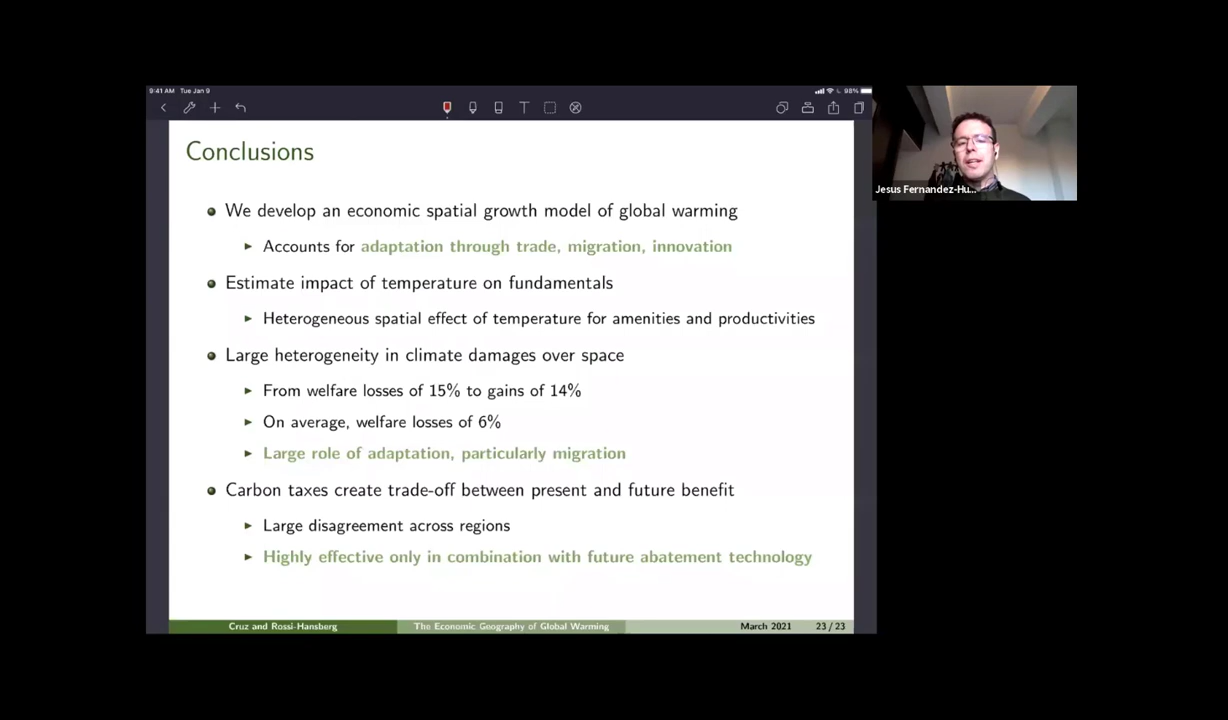 9:41 AM Tue Jan 9
98%
Conclusions
We develop an economic spatial growth model of global warming
Accounts for adaptation through trade, migration, innovation
Estimate impact of temperature on fundamentals
Heterogeneous spatial effect of temperature for amenities and productivities
Large heterogeneity in climate damages over space
From welfare losses of 15% to gains of 14%
On average, welfare losses of 6%
Large role of adaptation, particularly migration
Carbon taxes create trade-off between present and future benefit
Large disagreement across regions
Highly effective only in combination with future abatement technology
Cruz and Rossi-Hansberg The Economic Geography of Global Warming March 2021 23 / 23
Jesus Fernandez-Hu...